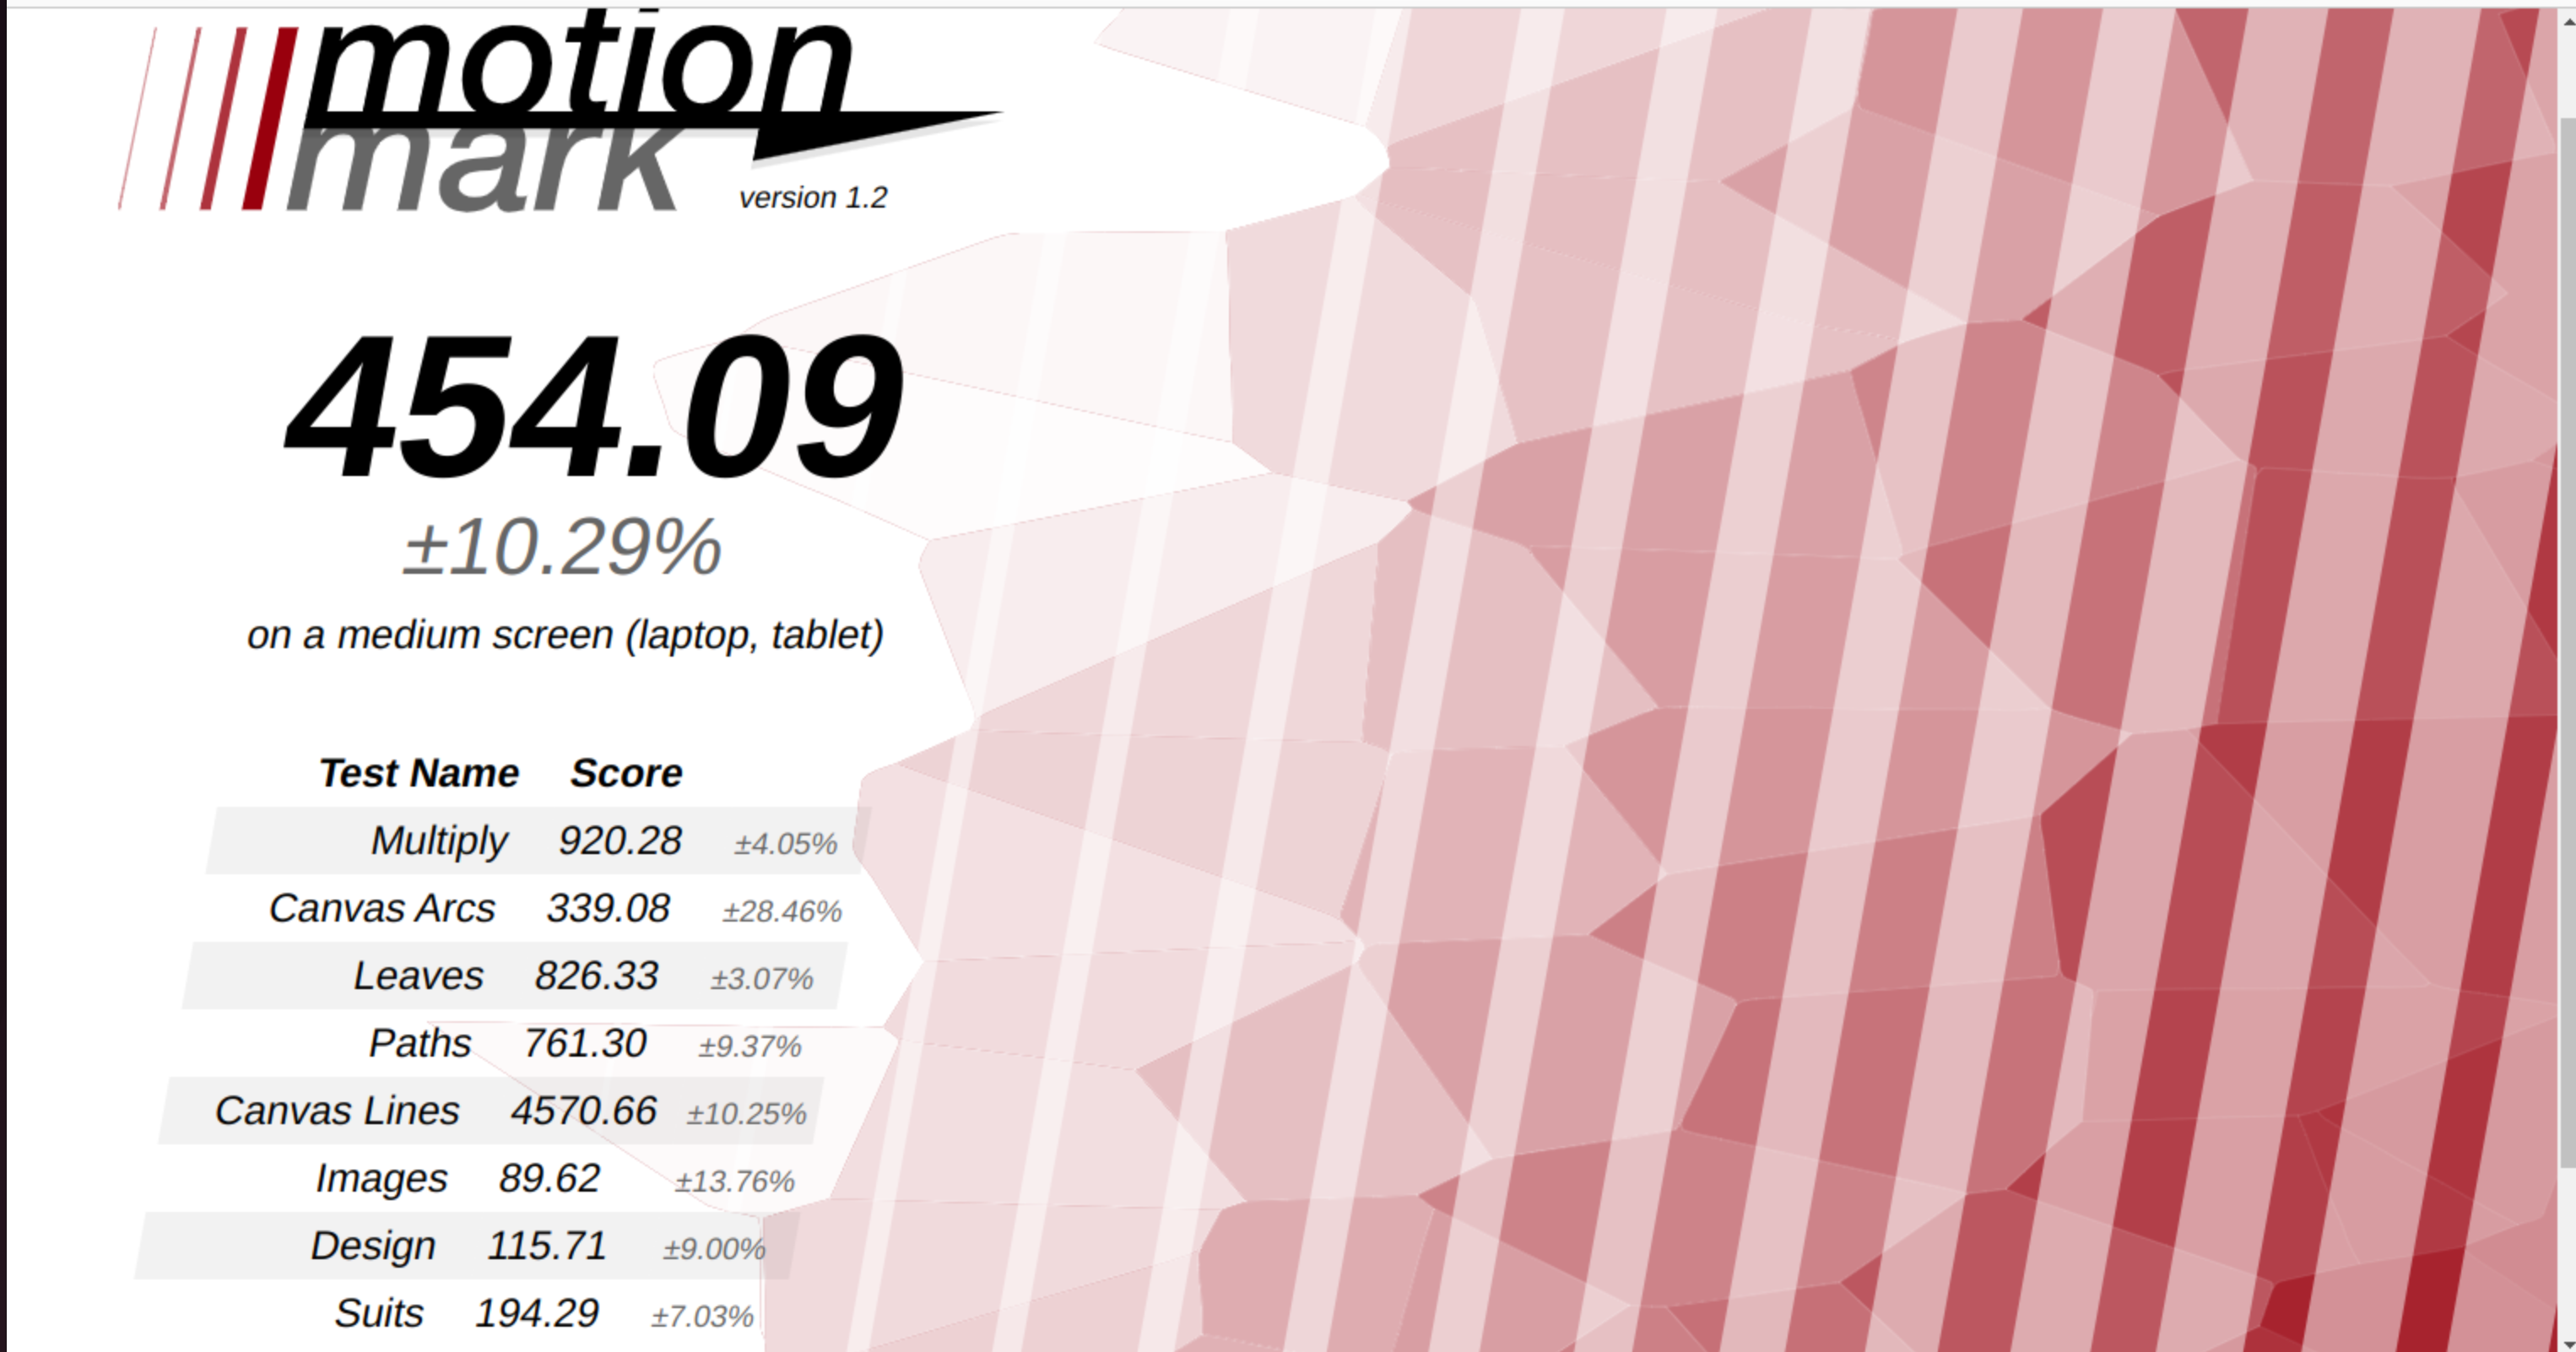 motion
mark
version 1.2
454.09
±10.29%
on a medium screen (laptop, tablet)
Test Name Score
Multiply 920.28 ±4.05%
Canvas Arcs 339.08 ±28.46%
Leaves 826.33 ±3.07%
Paths 761.30 ±9.37%
Canvas Lines 4570.66 ±10.25%
Images 89.62 ±13.76%
Design 115.71 ±9.00%
Suits 194.29 ±7.03%